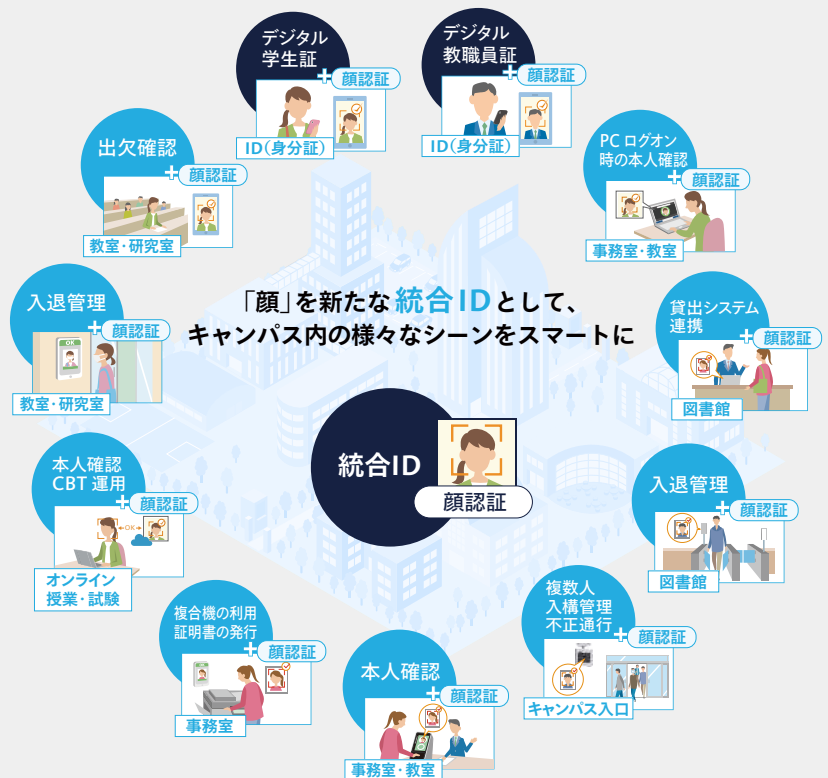 デジタル
学生証
+顔認証
ID(身分証)
デジタル
教職員証
+顔認証
ID(身分証)
出欠確認
+顔認証
教室・研究室
PC ログオン
時の本人確認
+顔認証
事務室・教室
「顔」を新たな統合IDとして、
キャンパス内の様々なシーンをスマートに
入退管理
+顔認証
OK
教室・研究室
貸出システム
連携
+顔認証
図書館
統合ID
顔認証
本人確認
CBT 運用
+顔認証
OK
オンライン
授業・試験
入退管理
+顔認証
図書館
複合機の利用
証明書の発行
+顔認証
事務室
本人確認
+顔認証
事務室・教室
複数人
入構管理
不正通行
+顔認証
キャンパス入口